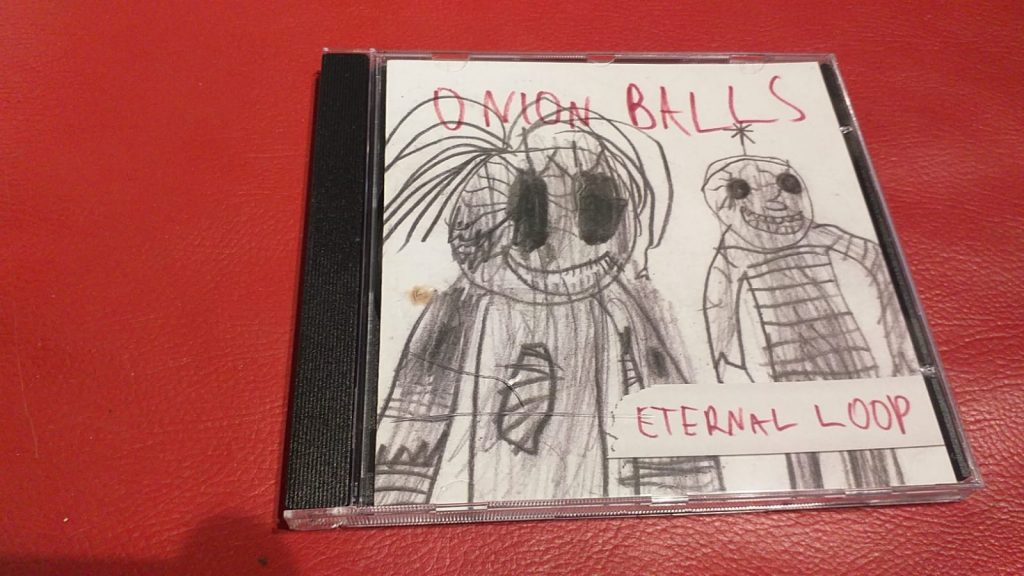 ONION BALLS
ETERNAL LOOP